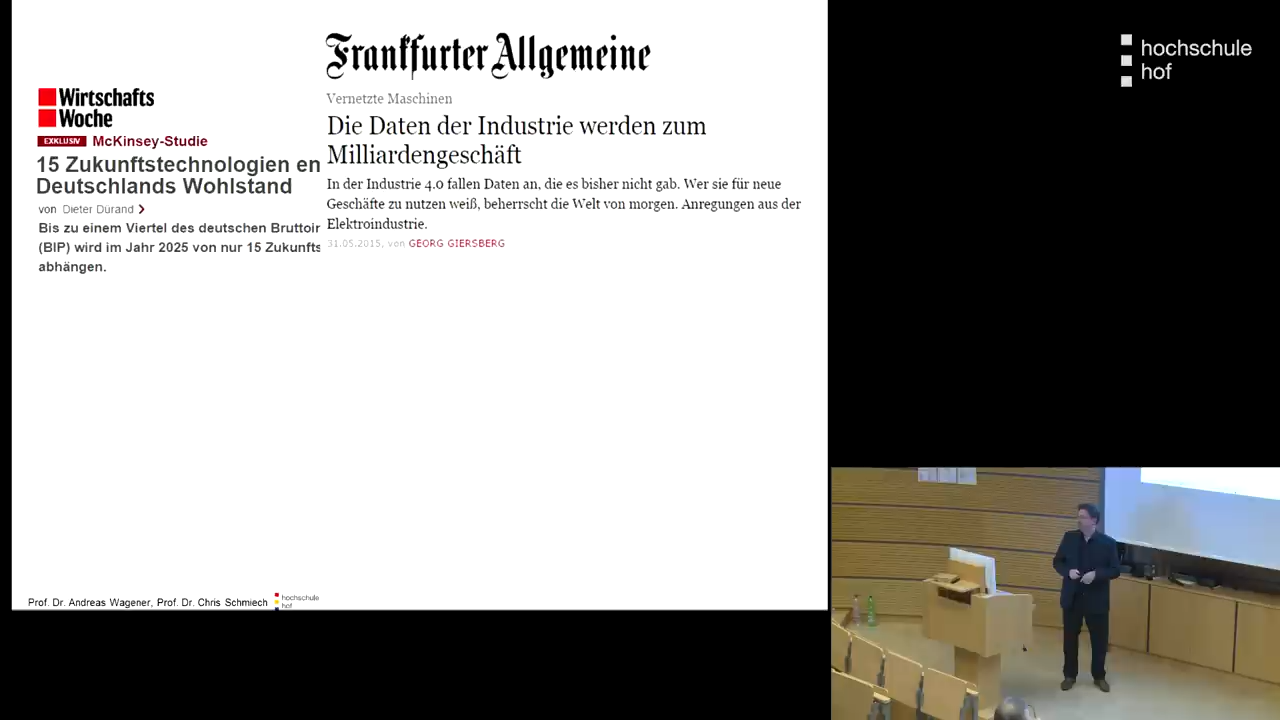 Frankfurter Allgemeine
Vernetzte Maschinen
Die Daten der Industrie werden zum
Milliardengeschäft
In der Industrie 4.0 fallen Daten an, die es bisher nicht gab. Wer sie für neue
Geschäfte zu nutzen weiß, beherrscht die Welt von morgen. Anregungen aus der
Elektroindustrie.
31.05.2015, von GEORG GIERSBERG
Wirtschafts
Woche
EXKLUSIV McKinsey-Studie
15 Zukunftstechnologien en
Deutschlands Wohlstand
von Dieter Dürand
Bis zu einem Viertel des deutschen Bruttoir
(BIP) wird im Jahr 2025 von nur 15 Zukunfts
abhängen.
Prof. Dr. Andreas Wagener, Prof. Dr. Chris Schmiech
hochschule
hof
hochschule
hof